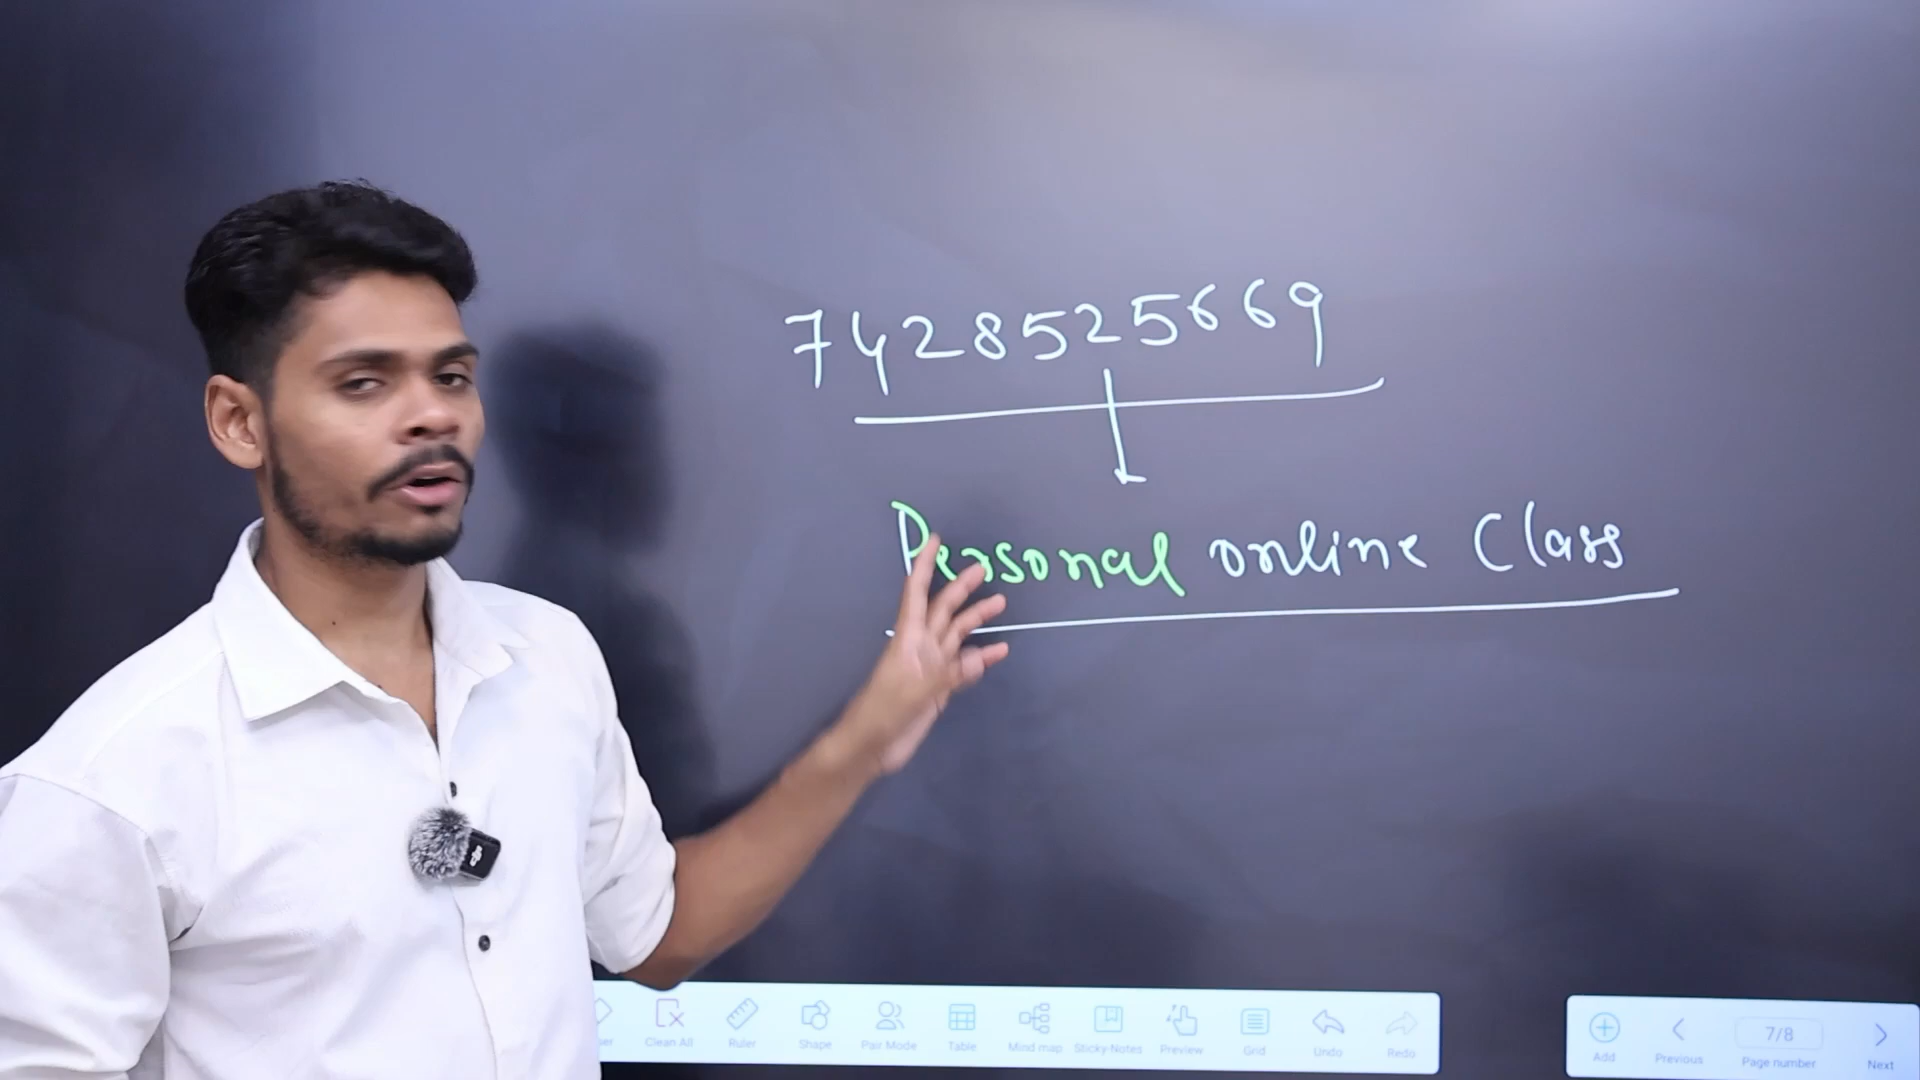 7428525669
Personal online Class
Clean All
Ruler
Shape
Pair Mode
Table
Mind map
Sticky-Notes
Preview
Grid
Undo
Redo
Add
Previous
7/8
Page number
Next
dji